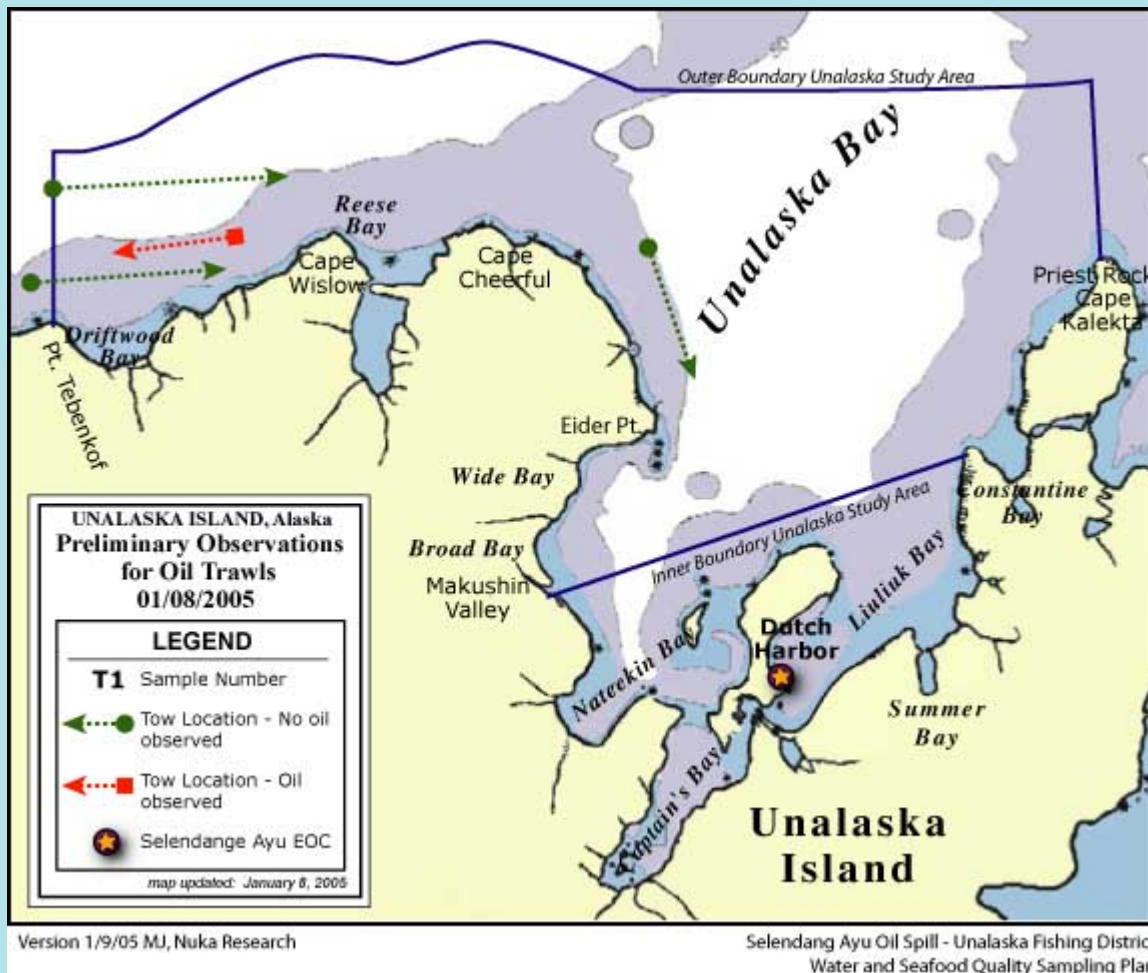 Outer Boundary Unalaska Study Area
Unalaska Bay
Reese
Bay
Cape
Wislow
Cape
Cheerful
Priest Rock
Cape
Kalekta
Driftwood
Bay
Pt. Tebenkof
Eider Pt.
Wide Bay
Broad Bay
Makushin
Valley
Inner Boundary Unalaska Study Area
Constantine
Bay
Liuliuk Bay
Dutch
Harbor
Nateekin Bay
Summer
Bay
Captain's Bay
Unalaska
Island
UNALASKA ISLAND, Alaska
Preliminary Observations
for Oil Trawls
01/08/2005
LEGEND
T1 Sample Number
Tow Location - No oil
observed
Tow Location - Oil
observed
Selendange Ayu EOC
map updated: January 8, 2005
Version 1/9/05 MJ, Nuka Research
Selendang Ayu Oil Spill - Unalaska Fishing Distric
Water and Seafood Quality Sampling Plan